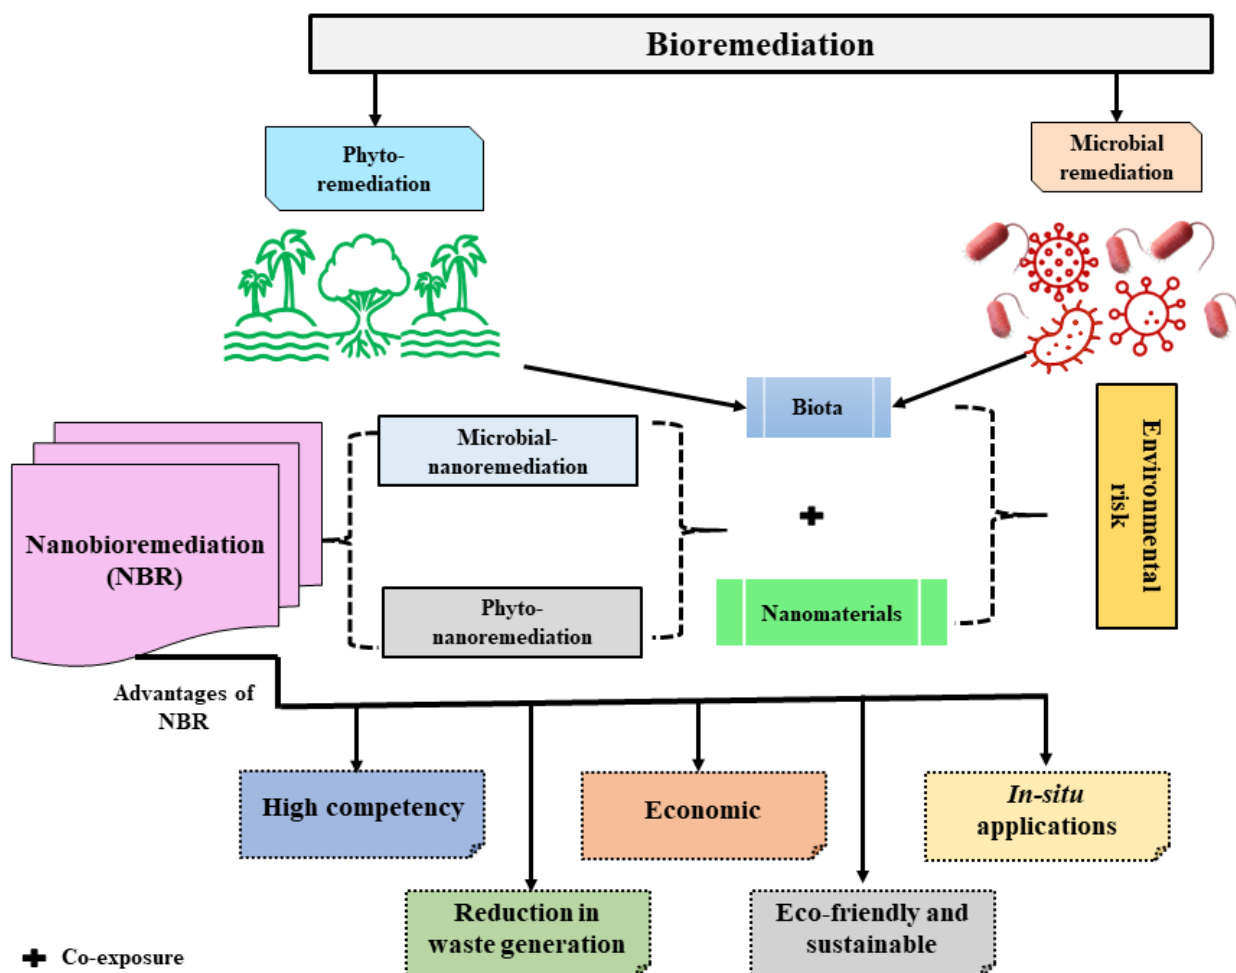 Bioremediation
Phyto-
remediation
Microbial
remediation
Biota
Microbial-
nanoremediation
Environmental
risk
Nanobioremediation
(NBR)
Phyto-
nanoremediation
Nanomaterials
Advantages of
NBR
High competency
Economic
In-situ
applications
Reduction in
waste generation
Eco-friendly and
sustainable
✚ Co-exposure